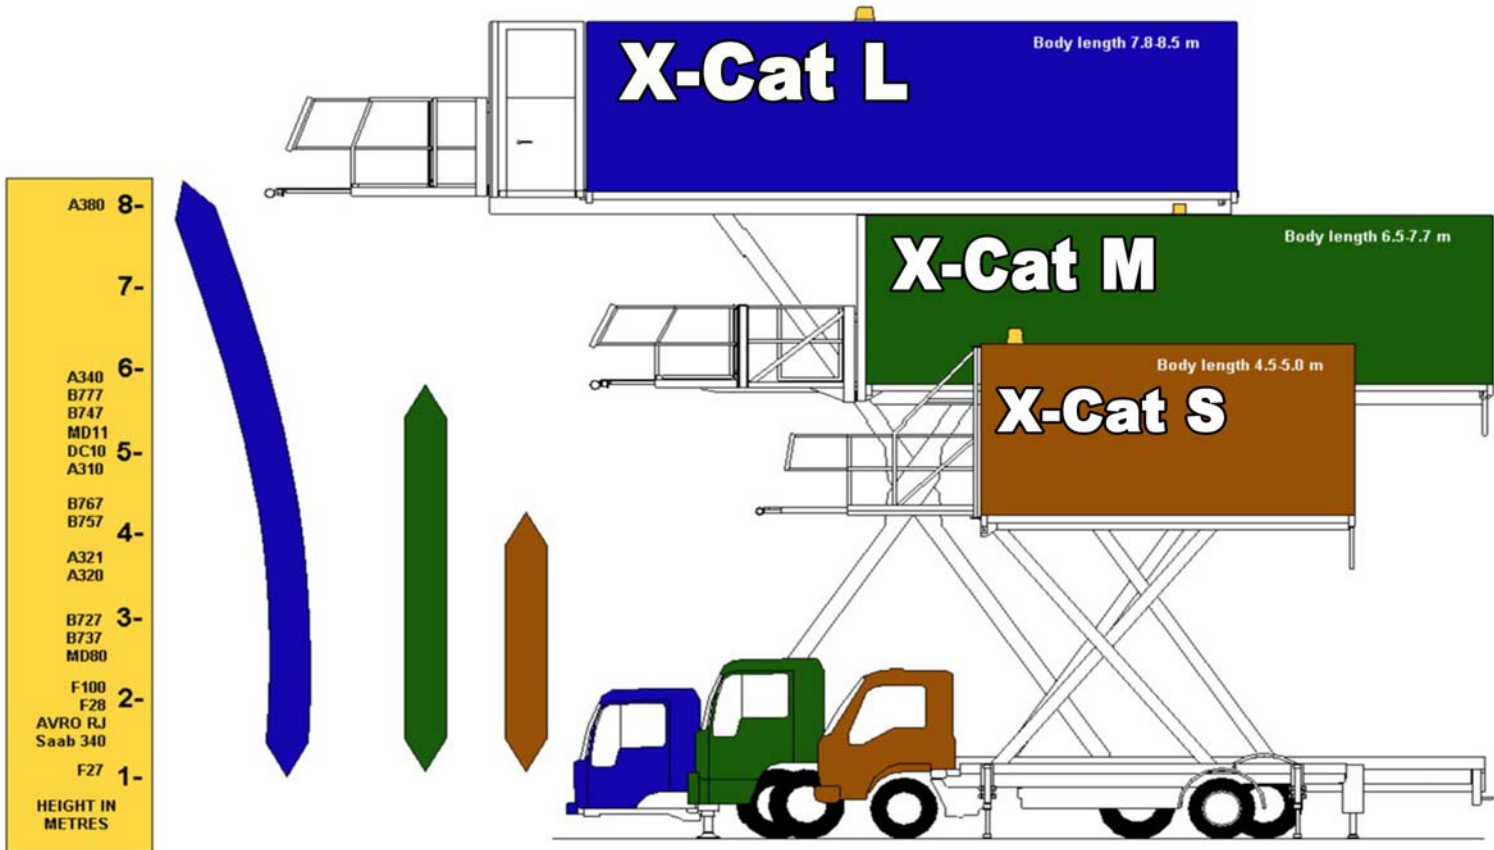 X-Cat L
Body length 7.8-8.5 m
X-Cat M
Body length 6.5-7.7 m
X-Cat S
Body length 4.5-5.0 m
A380 8-
7-
6-
A340
B777
B747
MD11
DC10 5-
A310
B767
B757
4-
A321
A320
B727 3-
B737
MD80
F100
F28 2-
AVRO RJ
Saab 340
F27 1-
HEIGHT IN
METRES